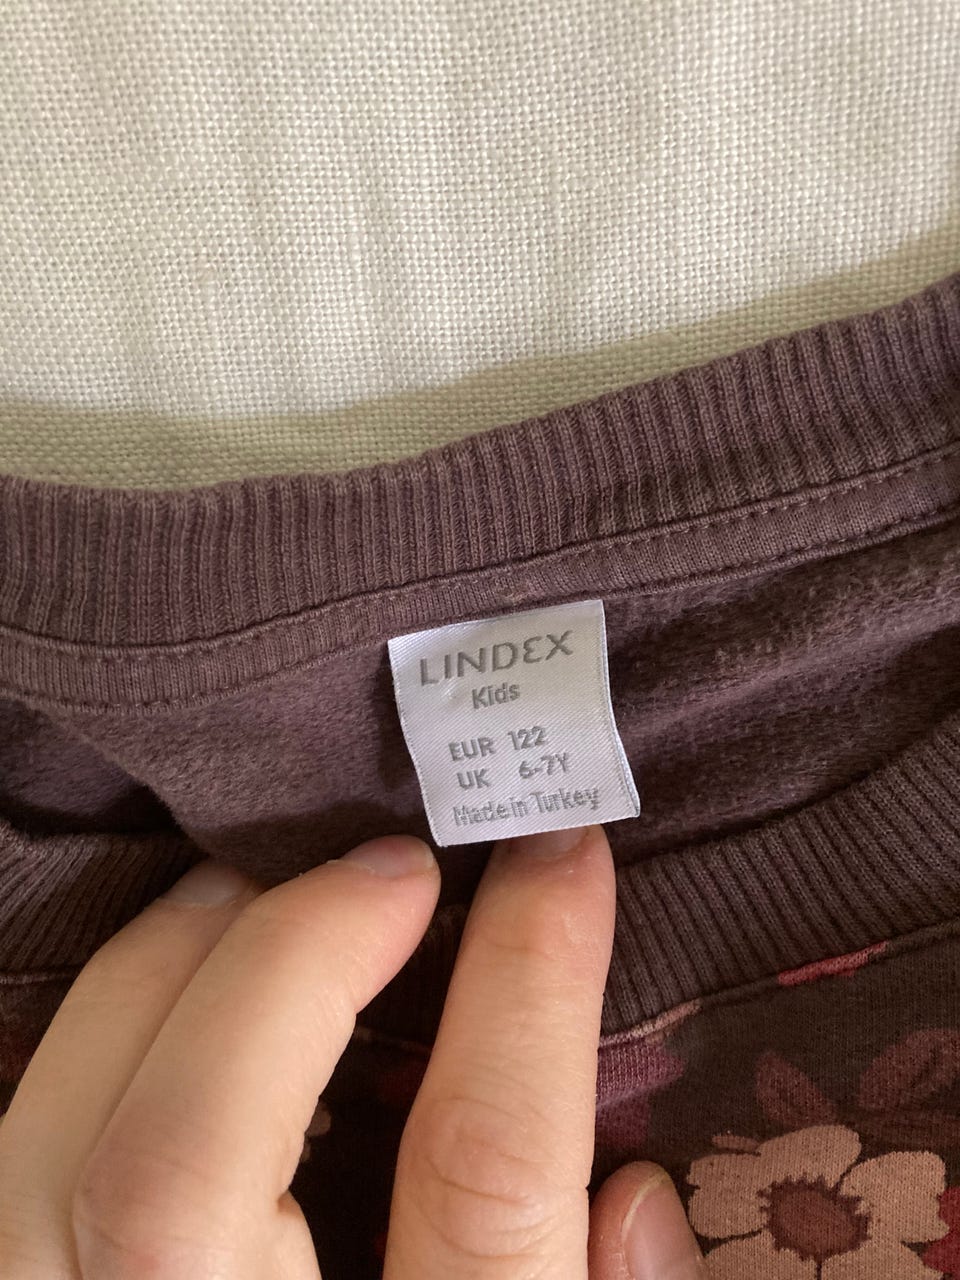 LINDEX
Kids
EUR 122
UK 6-7Y
Made in Turkey